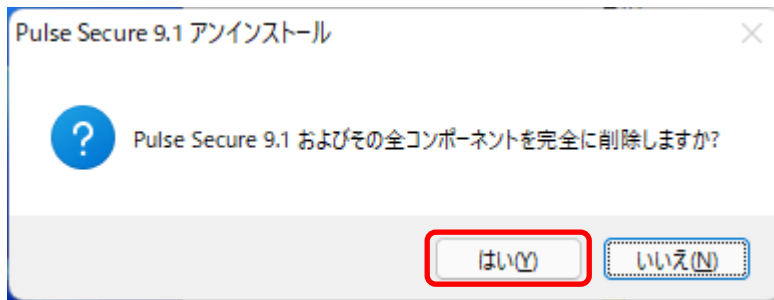 Pulse Secure 9.1 アンインストール
Pulse Secure 9.1 およびその全コンポーネントを完全に削除しますか?
はい(Y) いいえ(N)